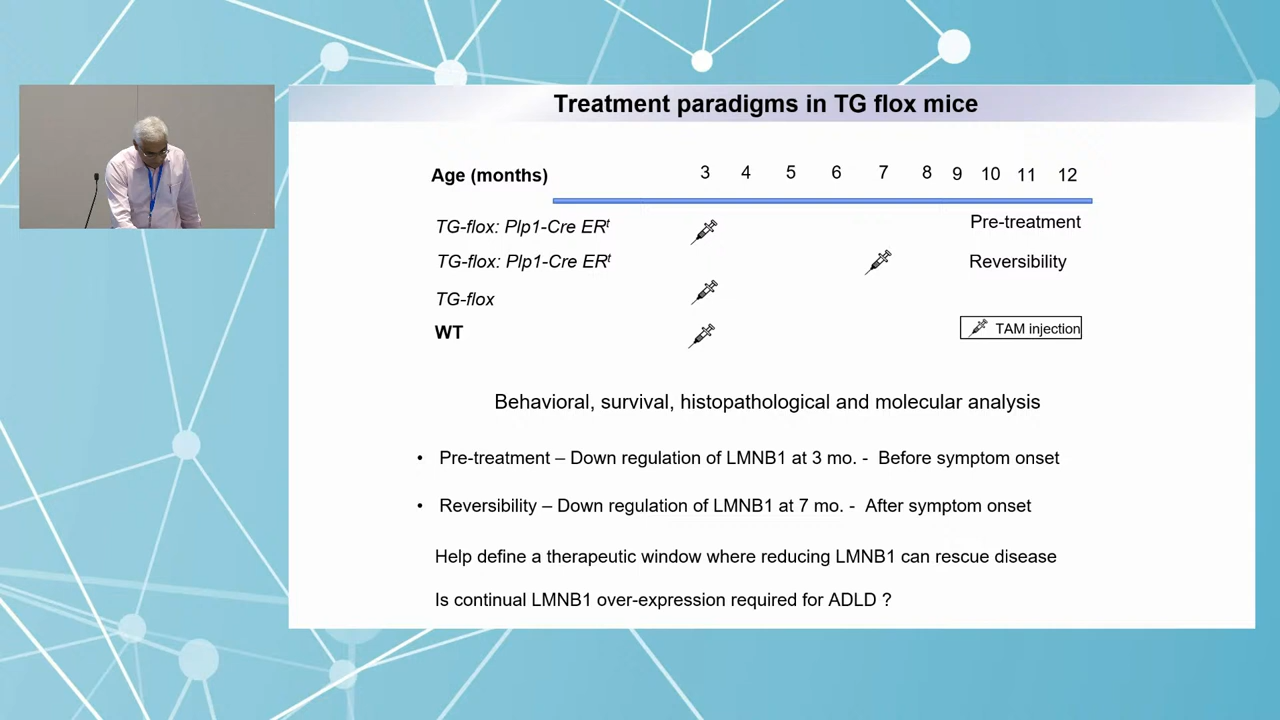 Treatment paradigms in TG flox mice
Age (months) 3 4 5 6 7 8 9 10 11 12
TG-flox: Plp1-Cre ERᵗ Pre-treatment
TG-flox: Plp1-Cre ERᵗ Reversibility
TG-flox
WT
TAM injection
Behavioral, survival, histopathological and molecular analysis
• Pre-treatment – Down regulation of LMNB1 at 3 mo. - Before symptom onset
• Reversibility – Down regulation of LMNB1 at 7 mo. - After symptom onset
Help define a therapeutic window where reducing LMNB1 can rescue disease
Is continual LMNB1 over-expression required for ADLD ?